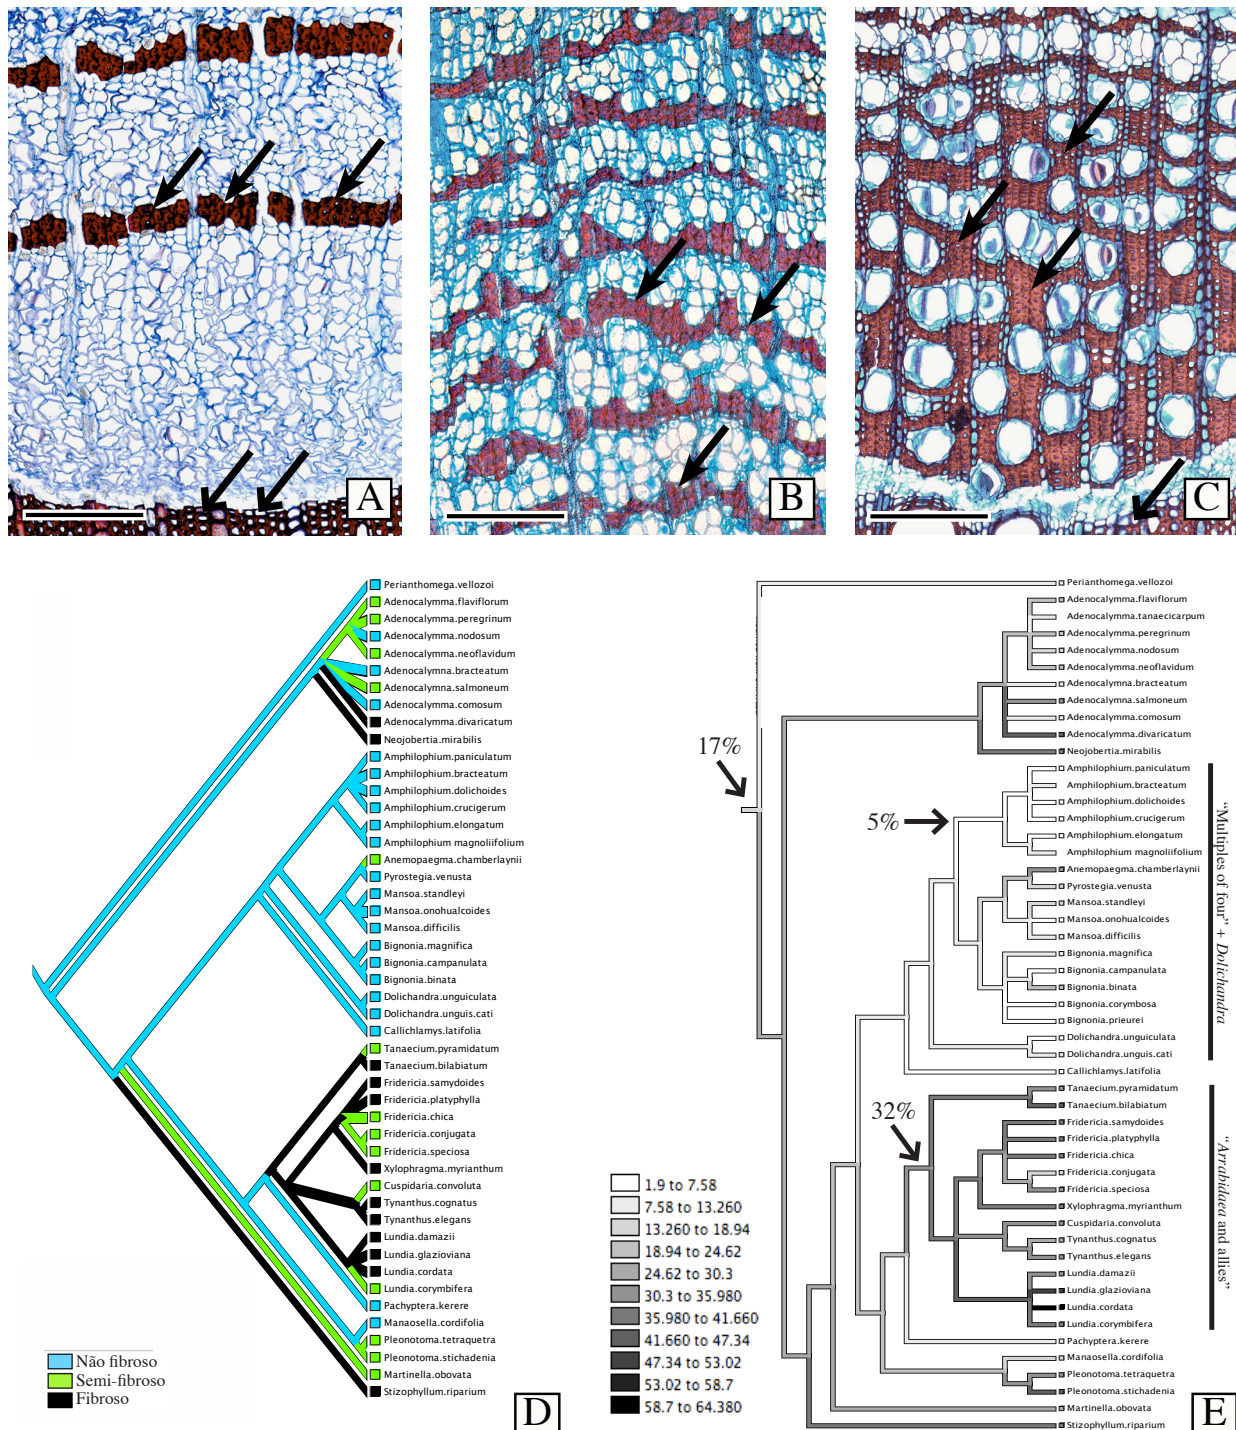 A
B
C
Perianthomega.vellozoi
Adenocalymma.flaviflorum
Adenocalymma.peregrinum
Adenocalymma.nodosum
Adenocalymma.neoflavidum
Adenocalymma.bracteatum
Adenocalymna.salmoneum
Adenocalymma.comosum
Adenocalymma.divaricatum
Neojobertia.mirabilis
Amphilophium.paniculatum
Amphilophium.bracteatum
Amphilophium.dolichoides
Amphilophium.crucigerum
Amphilophium.elongatum
Amphilophium magnoliifolium
Anemopaegma.chamberlaynii
Pyrostegia.venusta
Mansoa.standleyi
Mansoa.onohualcoides
Mansoa.difficilis
Bignonia.magnifica
Bignonia.campanulata
Bignonia.binata
Dolichandra.unguiculata
Dolichandra.unguis.cati
Callichlamys.latifolia
Tanaecium.pyramidatum
Tanaecium.bilabiatum
Fridericia.samydoides
Fridericia.platyphylla
Fridericia.chica
Fridericia.conjugata
Fridericia.speciosa
Xylophragma.myrianthum
Cuspidaria.convoluta
Tynanthus.cognatus
Tynanthus.elegans
Lundia.damazii
Lundia.glazioviana
Lundia.cordata
Lundia.corymbifera
Pachyptera.kerere
Manaosella.cordifolia
Pleonotoma.tetraquetra
Pleonotoma.stichadenia
Martinella.obovata
Stizophyllum.riparium
Não fibroso
Semi-fibroso
Fibroso
D
Perianthomega.vellozoi
Adenocalymma.flaviflorum
Adenocalymma.tanaecicarpum
Adenocalymma.peregrinum
Adenocalymma.nodosum
Adenocalymma.neoflavidum
Adenocalymna.bracteatum
Adenocalymna.salmoneum
Adenocalymma.comosum
Adenocalymma.divaricatum
Neojobertia.mirabilis
Amphilophium.paniculatum
Amphilophium.bracteatum
Amphilophium.dolichoides
Amphilophium.crucigerum
Amphilophium.elongatum
Amphilophium magnoliifolium
Anemopaegma.chamberlaynii
Pyrostegia.venusta
Mansoa.standleyi
Mansoa.onohualcoides
Mansoa.difficilis
Bignonia.magnifica
Bignonia.campanulata
Bignonia.binata
Bignonia.corymbosa
Bignonia.prieurei
Dolichandra.unguiculata
Dolichandra.unguis.cati
Callichlamys.latifolia
Tanaecium.pyramidatum
Tanaecium.bilabiatum
Fridericia.samydoides
Fridericia.platyphylla
Fridericia.chica
Fridericia.conjugata
Fridericia.speciosa
Xylophragma.myrianthum
Cuspidaria.convoluta
Tynanthus.cognatus
Tynanthus.elegans
Lundia.damazii
Lundia.glazioviana
Lundia.cordata
Lundia.corymbifera
Pachyptera.kerere
Manaosella.cordifolia
Pleonotoma.tetraquetra
Pleonotoma.stichadenia
Martinella.obovata
Stizophyllum.riparium
17%
5%
32%
"Multiples of four" + Dolichandra
"Arrabidaea and allies"
1.9 to 7.58
7.58 to 13.260
13.260 to 18.94
18.94 to 24.62
24.62 to 30.3
30.3 to 35.980
35.980 to 41.660
41.660 to 47.34
47.34 to 53.02
53.02 to 58.7
58.7 to 64.380
E